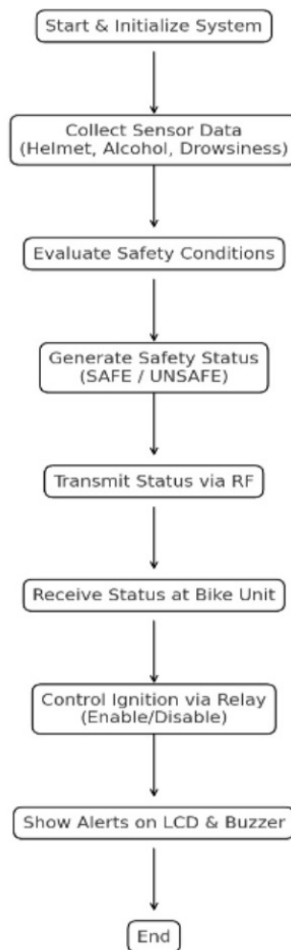 Start & Initialize System
Collect Sensor Data
(Helmet, Alcohol, Drowsiness)
Evaluate Safety Conditions
Generate Safety Status
(SAFE / UNSAFE)
Transmit Status via RF
Receive Status at Bike Unit
Control Ignition via Relay
(Enable/Disable)
Show Alerts on LCD & Buzzer
End